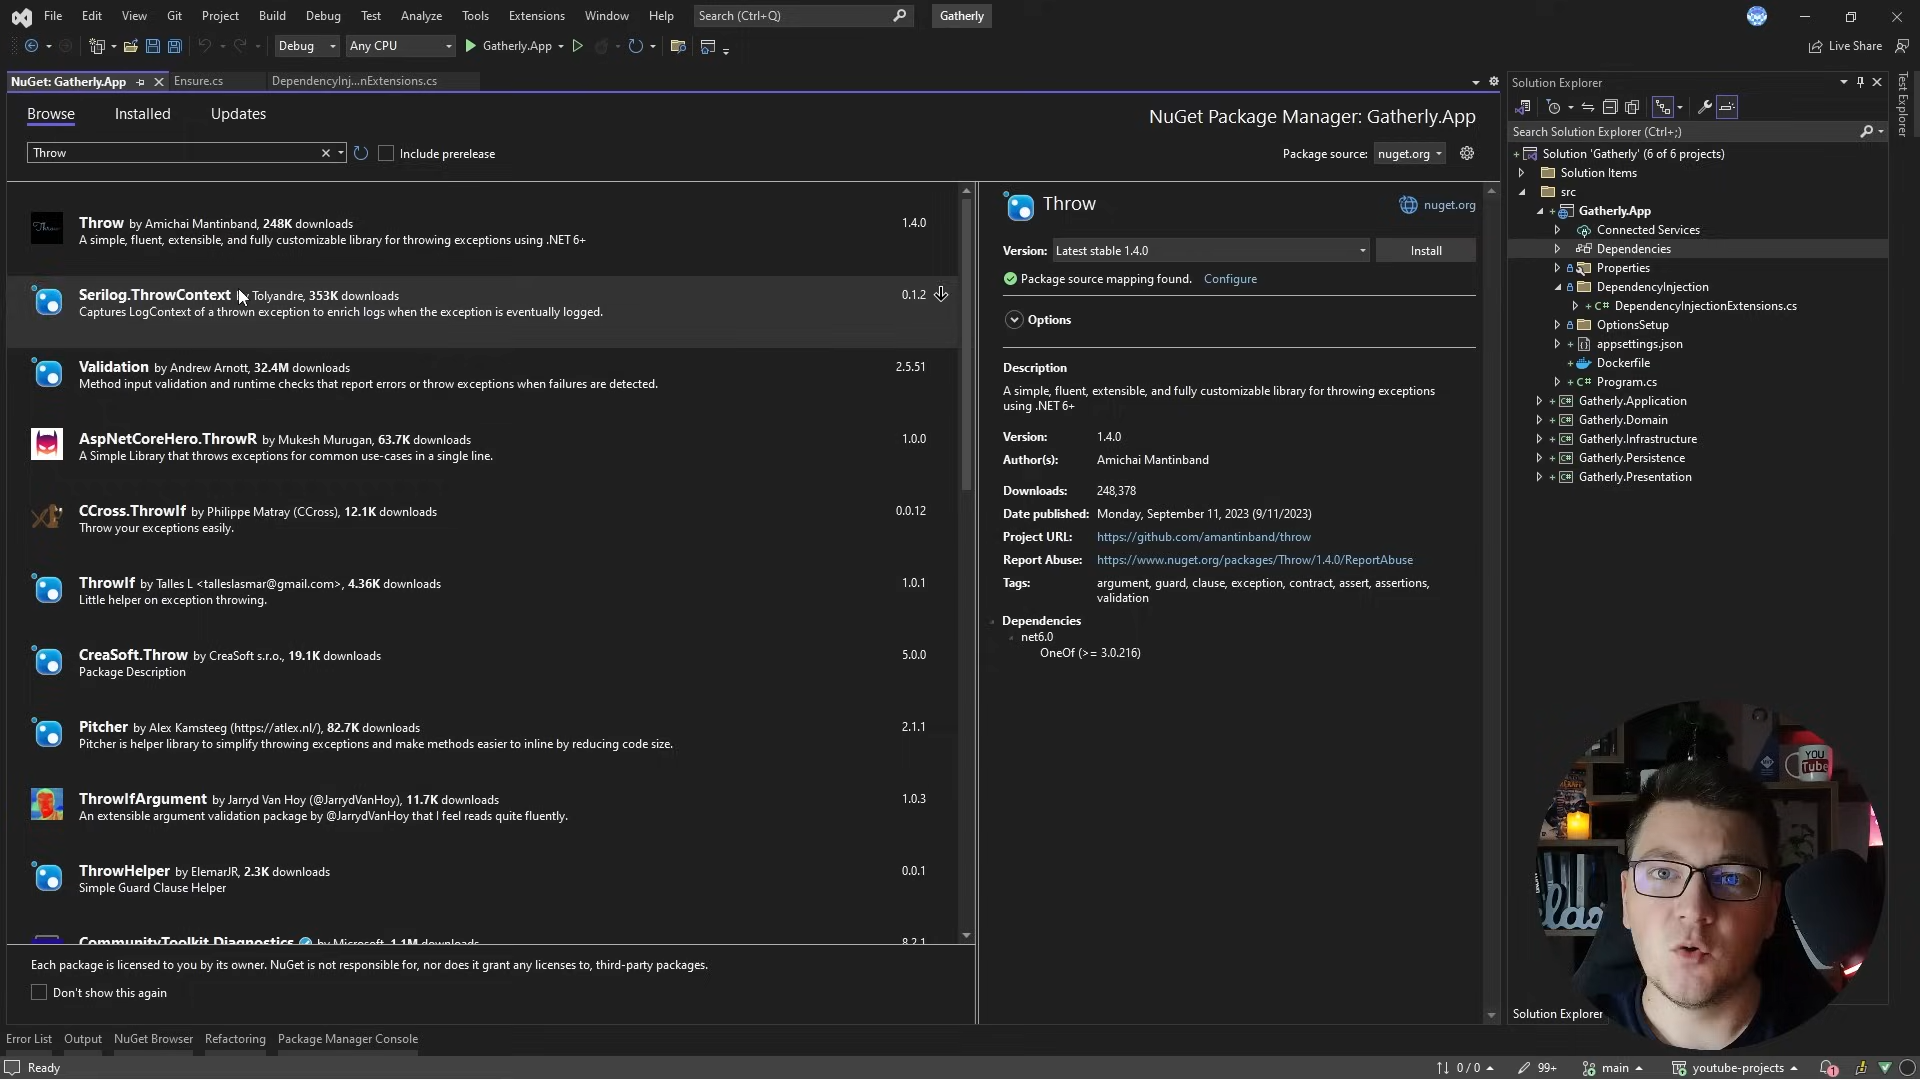 File Edit View Git Project Build Debug Test Analyze Tools Extensions Window Help Search (Ctrl+Q) Gatherly
Debug Any CPU Gatherly.App Live Share
NuGet: Gatherly.App Ensure.cs DependencyInj...nExtensions.cs
Browse Installed Updates
NuGet Package Manager: Gatherly.App
Throw Include prerelease
Package source: nuget.org
Throw by Amichai Mantinband, 248K downloads 1.4.0
A simple, fluent, extensible, and fully customizable library for throwing exceptions using .NET 6+
Serilog.ThrowContext Tolyandre, 353K downloads 0.1.2
Captures LogContext of a thrown exception to enrich logs when the exception is eventually logged.
Validation by Andrew Arnott, 32.4M downloads 2.5.51
Method input validation and runtime checks that report errors or throw exceptions when failures are detected.
AspNetCoreHero.ThrowR by Mukesh Murugan, 63.7K downloads 1.0.0
A Simple Library that throws exceptions for common use-cases in a single line.
CCross.ThrowIf by Philippe Matray (CCross), 12.1K downloads 0.0.12
Throw your exceptions easily.
ThrowIf by Talles L <talleslasmar@gmail.com>, 4.36K downloads 1.0.1
Little helper on exception throwing.
CreaSoft.Throw by CreaSoft s.r.o., 19.1K downloads 5.0.0
Package Description
Pitcher by Alex Kamsteeg (https://atlex.nl/), 82.7K downloads 2.1.1
Pitcher is helper library to simplify throwing exceptions and make methods easier to inline by reducing code size.
ThrowIfArgument by Jarryd Van Hoy (@JarrydVanHoy), 11.7K downloads 1.0.3
An extensible argument validation package by @JarrydVanHoy that I feel reads quite fluently.
ThrowHelper by ElemarJR, 2.3K downloads 0.0.1
Simple Guard Clause Helper
CommunityToolkit.Diagnostics by Microsoft, 1.1M downloads 8.2.1
Each package is licensed to you by its owner. NuGet is not responsible for, nor does it grant any licenses to, third-party packages.
Don't show this again
Throw nuget.org
Version: Latest stable 1.4.0 Install
Package source mapping found. Configure
Options
Description
A simple, fluent, extensible, and fully customizable library for throwing exceptions
using .NET 6+
Version: 1.4.0
Author(s): Amichai Mantinband
Downloads: 248,378
Date published: Monday, September 11, 2023 (9/11/2023)
Project URL: https://github.com/amantinband/throw
Report Abuse: https://www.nuget.org/packages/Throw/1.4.0/ReportAbuse
Tags: argument, guard, clause, exception, contract, assert, assertions,
validation
Dependencies
net6.0
OneOf (>= 3.0.216)
Solution Explorer
Search Solution Explorer (Ctrl+;)
Solution 'Gatherly' (6 of 6 projects)
Solution Items
src
Gatherly.App
Connected Services
Dependencies
Properties
DependencyInjection
C# DependencyInjectionExtensions.cs
OptionsSetup
appsettings.json
Dockerfile
C# Program.cs
C# Gatherly.Application
C# Gatherly.Domain
C# Gatherly.Infrastructure
C# Gatherly.Persistence
C# Gatherly.Presentation
Test Explorer
YOU
Tube
Solution Explorer
Error List Output NuGet Browser Refactoring Package Manager Console
Ready 0 / 0 99+ main youtube-projects 1